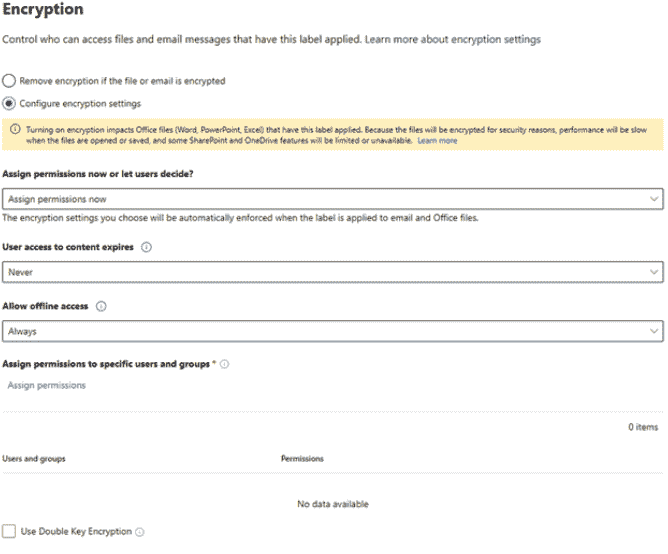 Encryption
Control who can access files and email messages that have this label applied. Learn more about encryption settings
Remove encryption if the file or email is encrypted
Configure encryption settings
Turning on encryption impacts Office files (Word, PowerPoint, Excel) that have this label applied. Because the files will be encrypted for security reasons, performance will be slow
when the files are opened or saved, and some SharePoint and OneDrive features will be limited or unavailable. Learn more
Assign permissions now or let users decide?
Assign permissions now
The encryption settings you choose will be automatically enforced when the label is applied to email and Office files.
User access to content expires
Never
Allow offline access
Always
Assign permissions to specific users and groups *
Assign permissions
0 items
Users and groups Permissions
No data available
Use Double Key Encryption